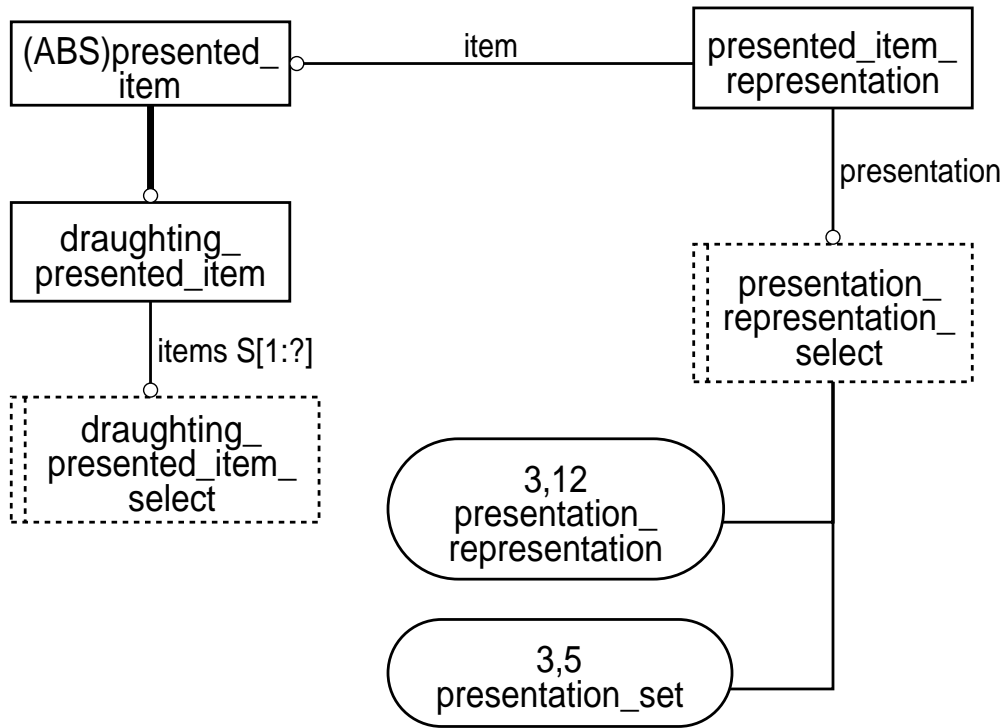 (ABS)presented_
item
item
presented_item_
representation
presentation
draughting_
presented_item
presentation_
representation_
select
items S[1:?]
draughting_
presented_item_
select
3,12
presentation_
representation
3,5
presentation_set